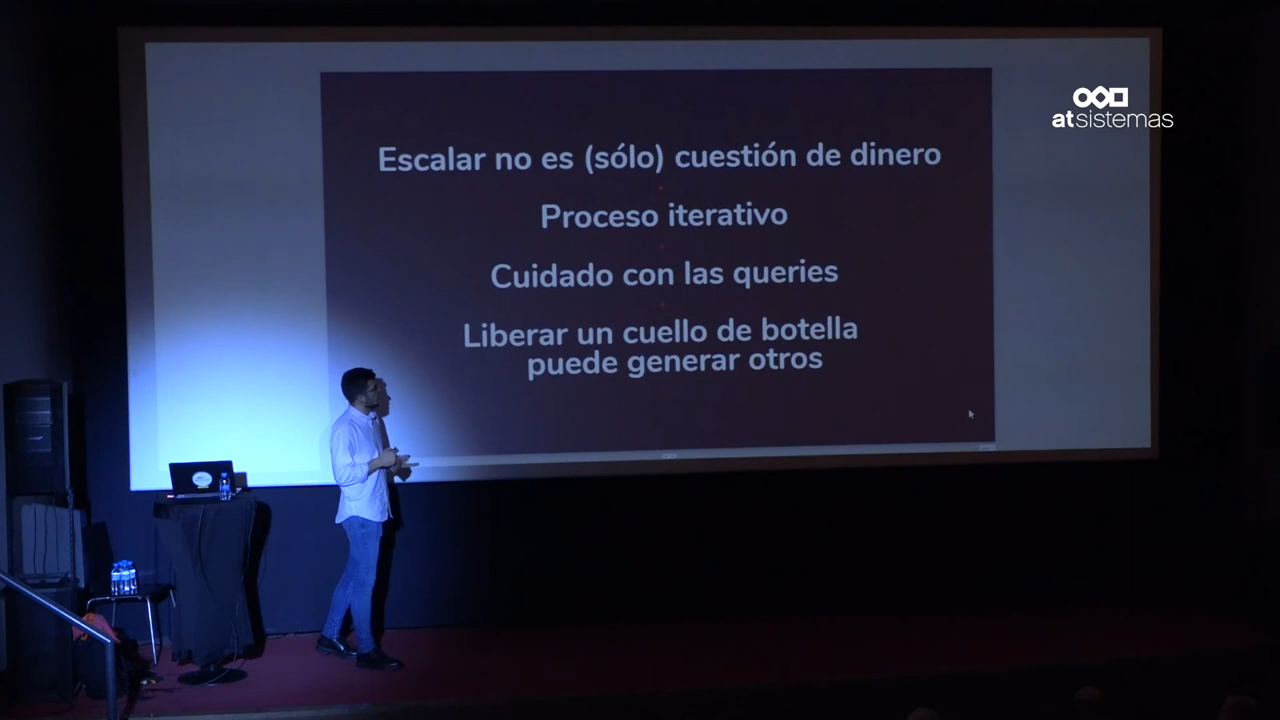 atsistemas
Escalar no es (sólo) cuestión de dinero
Proceso iterativo
Cuidado con las queries
Liberar un cuello de botella
puede generar otros